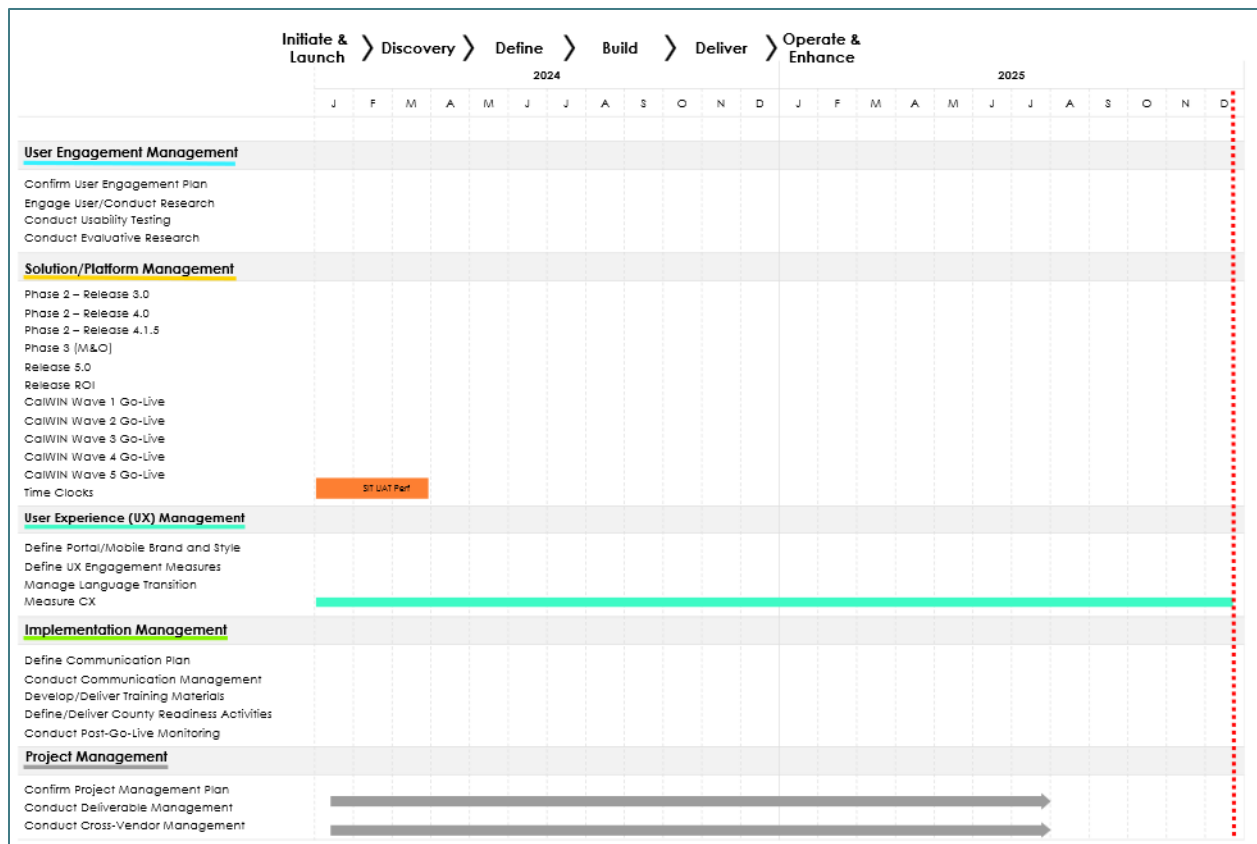 Initiate & Launch Discovery Define Build Deliver Operate & Enhance
2024 2025
J F M A M J J A S O N D J F M A M J J A S O N D
User Engagement Management
Confirm User Engagement Plan
Engage User/Conduct Research
Conduct Usability Testing
Conduct Evaluative Research
Solution/Platform Management
Phase 2 – Release 3.0
Phase 2 – Release 4.0
Phase 2 – Release 4.1.5
Phase 3 (M&O)
Release 5.0
Release ROI
CalWIN Wave 1 Go-Live
CalWIN Wave 2 Go-Live
CalWIN Wave 3 Go-Live
CalWIN Wave 4 Go-Live
CalWIN Wave 5 Go-Live
Time Clocks SIT UAT Perf
User Experience (UX) Management
Define Portal/Mobile Brand and Style
Define UX Engagement Measures
Manage Language Transition
Measure CX
Implementation Management
Define Communication Plan
Conduct Communication Management
Develop/Deliver Training Materials
Define/Deliver County Readiness Activities
Conduct Post-Go-Live Monitoring
Project Management
Confirm Project Management Plan
Conduct Deliverable Management
Conduct Cross-Vendor Management